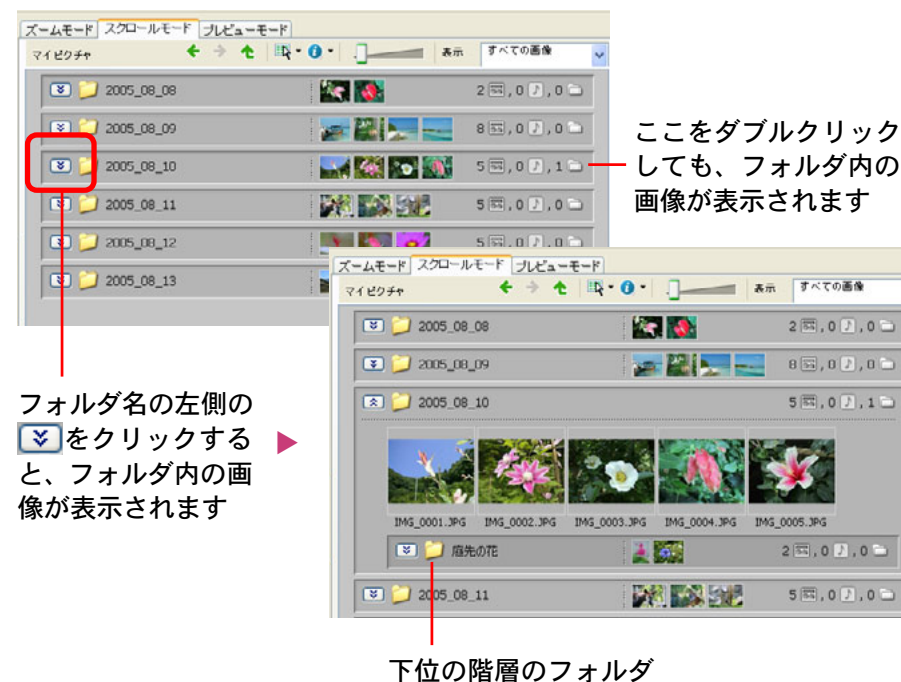 ズームモード スクロールモード プレビューモード
マイピクチャ 表示 すべての画像
2005_08_08 2 , 0 , 0
2005_08_09 8 , 0 , 0
2005_08_10 5 , 0 , 1
2005_08_11 5 , 0 , 0
2005_08_12 5 , 0 , 0
2005_08_13
ここをダブルクリック
しても、フォルダ内の
画像が表示されます
フォルダ名の左側の
をクリックする
と、フォルダ内の画
像が表示されます
ズームモード スクロールモード プレビューモード
マイピクチャ 表示 すべての画像
2005_08_08 2 , 0 , 0
2005_08_09 8 , 0 , 0
2005_08_10 5 , 0 , 1
IMG_0001.JPG IMG_0002.JPG IMG_0003.JPG IMG_0004.JPG IMG_0005.JPG
庭先の花 2 , 0 , 0
2005_08_11 5 , 0 , 0
下位の階層のフォルダ